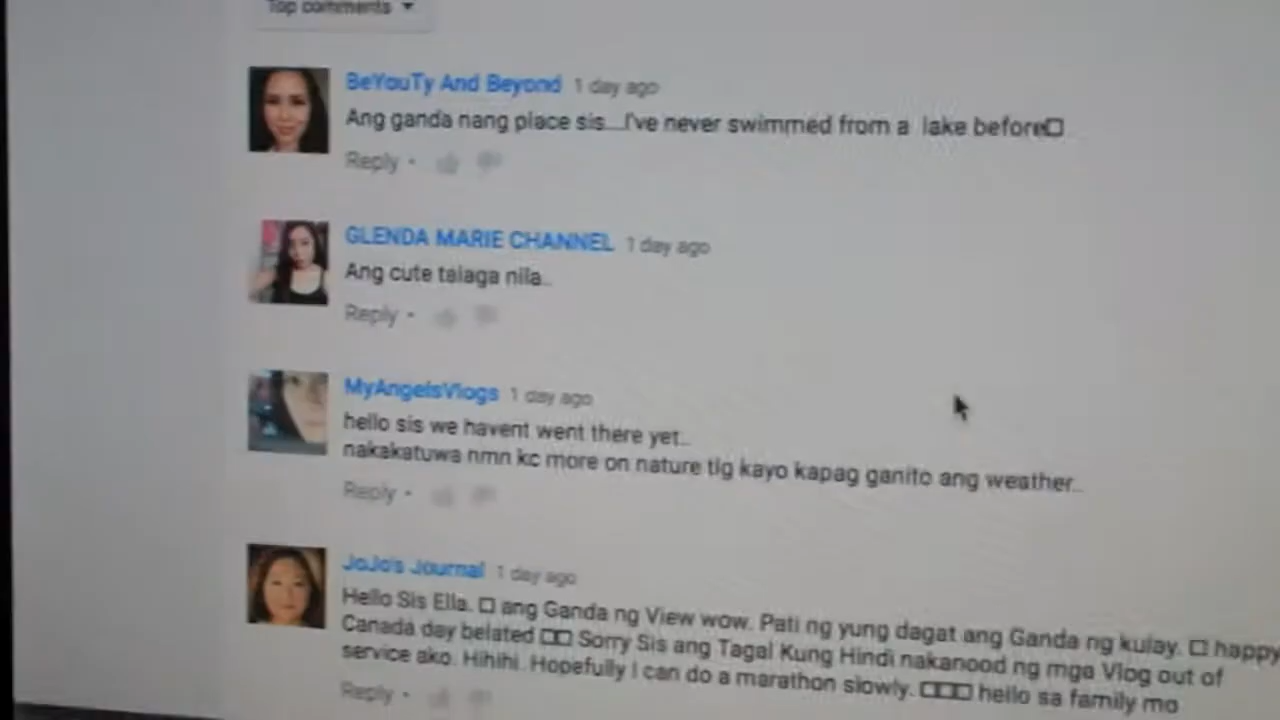 Top comments
BeYouTy And Beyond 1 day ago
Ang ganda nang place sis...I've never swimmed from a lake before
Reply
GLENDA MARIE CHANNEL 1 day ago
Ang cute talaga nila..
Reply
MyAngelsVlogs 1 day ago
hello sis we havent went there yet...
nakakatuwa nmn kc more on nature tlg kayo kapag ganito ang weather...
Reply
JoJo's Journal 1 day ago
Hello Sis Ella. ang Ganda ng View wow. Pati ng yung dagat ang Ganda ng kulay. happy
Canada day belated Sorry Sis ang Tagal Kung Hindi nakanood ng mga Vlog out of
service ako. Hihihi. Hopefully I can do a marathon slowly. hello sa family mo
Reply